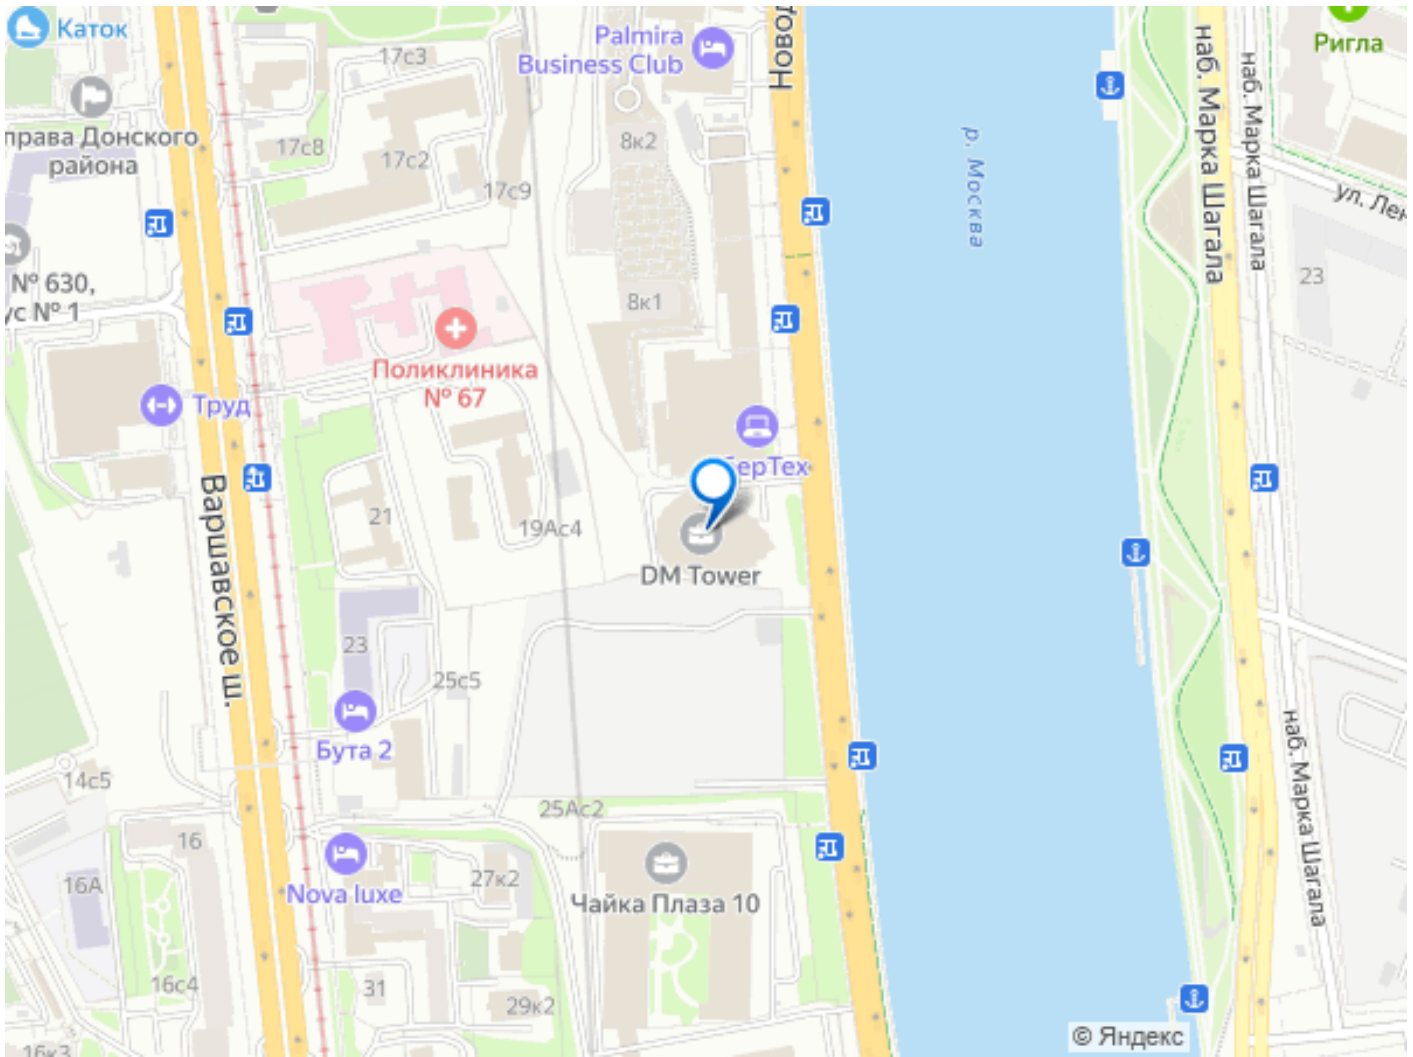 Каток
Palmira
Business Club
Новод
Ригла
17с3
права Донского
района
8к2
17с8
17с2
17с9
р. Москва
наб. Марка Шагала
наб. Марка Шагала
ул. Лен
№ 630,
ус № 1
8к1
23
Поликлиника
№ 67
Труд
берТех
Варшавское ш.
21
19Ас4
DM Tower
23
25с5
Бута 2
14с5
наб. Марка Шагала
25Ас2
16
16А
Nova luxe
27к2
Чайка Плаза 10
16с4
31
29к2
16к3
© Яндекс